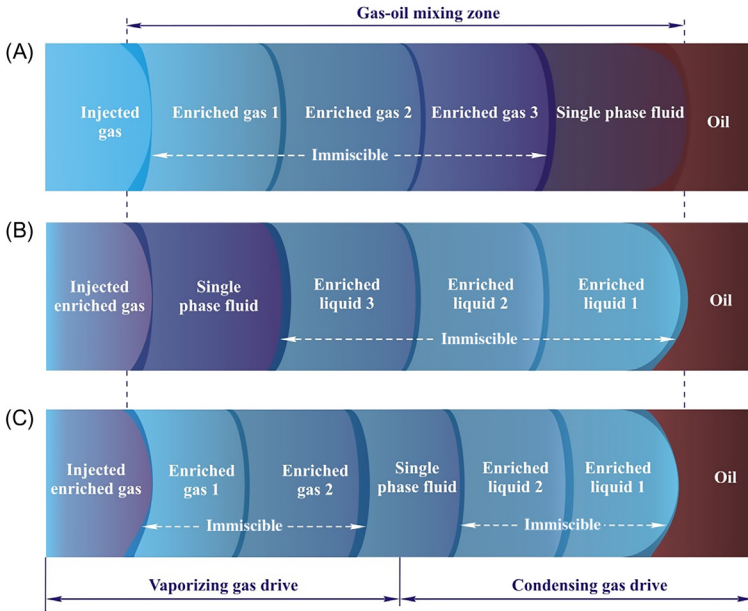 Gas-oil mixing zone
(A)
Injected
gas
Enriched gas 1
Enriched gas 2
Enriched gas 3
Single phase fluid
Oil
Immiscible
(B)
Injected
enriched gas
Single
phase fluid
Enriched
liquid 3
Enriched
liquid 2
Enriched
liquid 1
Oil
Immiscible
(C)
Injected
enriched gas
Enriched
gas 1
Enriched
gas 2
Single
phase fluid
Enriched
liquid 2
Enriched
liquid 1
Oil
Immiscible
Immiscible
Vaporizing gas drive
Condensing gas drive